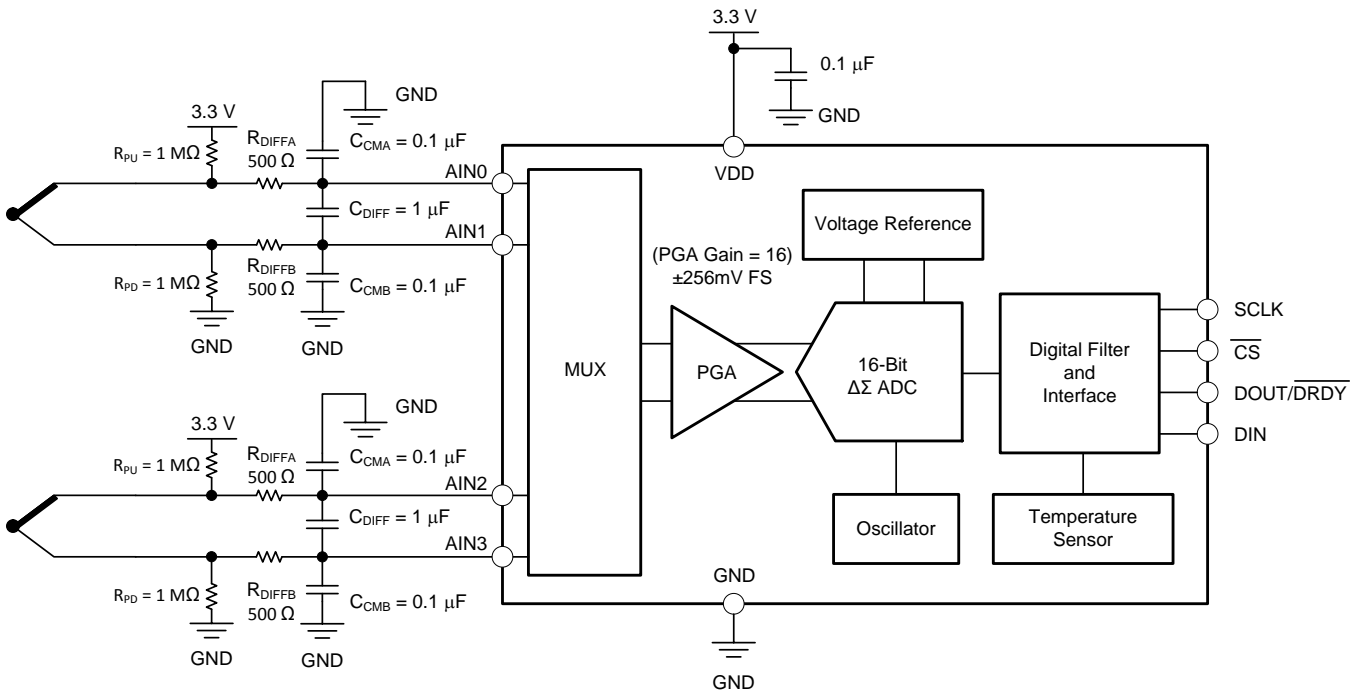 3.3 V
0.1 μF
GND
VDD
GND
3.3 V
R_PU = 1 MΩ
R_DIFFA
500 Ω
C_CMA = 0.1 μF
AIN0
C_DIFF = 1 μF
AIN1
R_PD = 1 MΩ
R_DIFFB
500 Ω
C_CMB = 0.1 μF
GND
GND
GND
3.3 V
R_PU = 1 MΩ
R_DIFFA
500 Ω
C_CMA = 0.1 μF
AIN2
C_DIFF = 1 μF
AIN3
R_PD = 1 MΩ
R_DIFFB
500 Ω
C_CMB = 0.1 μF
GND
GND
MUX
(PGA Gain = 16)
±256mV FS
PGA
Voltage Reference
16-Bit
ΔΣ ADC
Oscillator
Digital Filter
and
Interface
Temperature
Sensor
SCLK
C̅S̅
DOUT/D̅R̅D̅Y̅
DIN
GND
GND